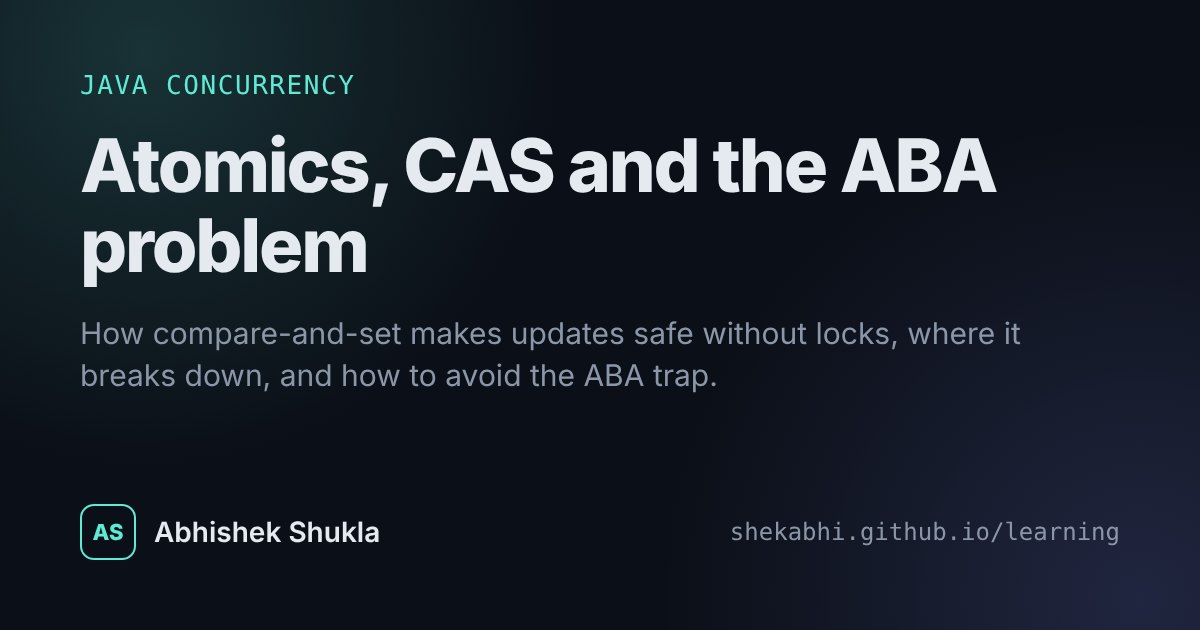 JAVA CONCURRENCY
Atomics, CAS and the ABA
problem
How compare-and-set makes updates safe without locks, where it
breaks down, and how to avoid the ABA trap.
AS Abhishek Shukla
shekabhi.github.io/learning